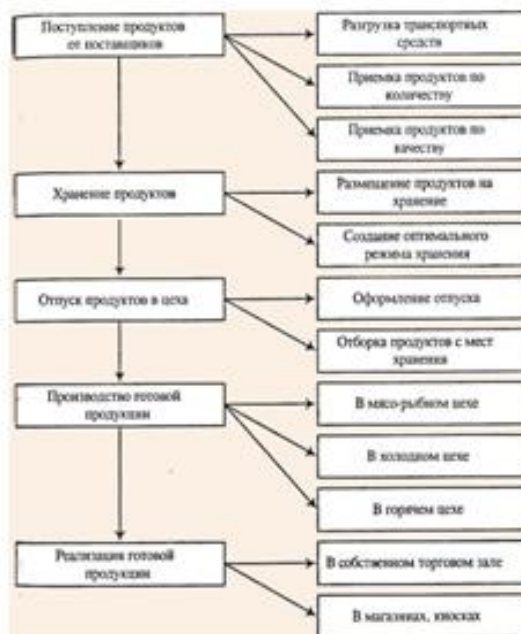 Поступление продуктов
от поставщиков
Разгрузка транспортных
средств
Приемка продуктов по
количеству
Приемка продуктов по
качеству
Хранение продуктов
Размещение продуктов на
хранение
Создание оптимального
режима хранения
Отпуск продуктов в цеха
Оформление отпуска
Отборка продуктов с мест
хранения
Производство готовой
продукции
В мясо-рыбном цехе
В холодном цехе
В горячем цехе
Реализация готовой
продукции
В собственном торговом зале
В магазинах, киосках